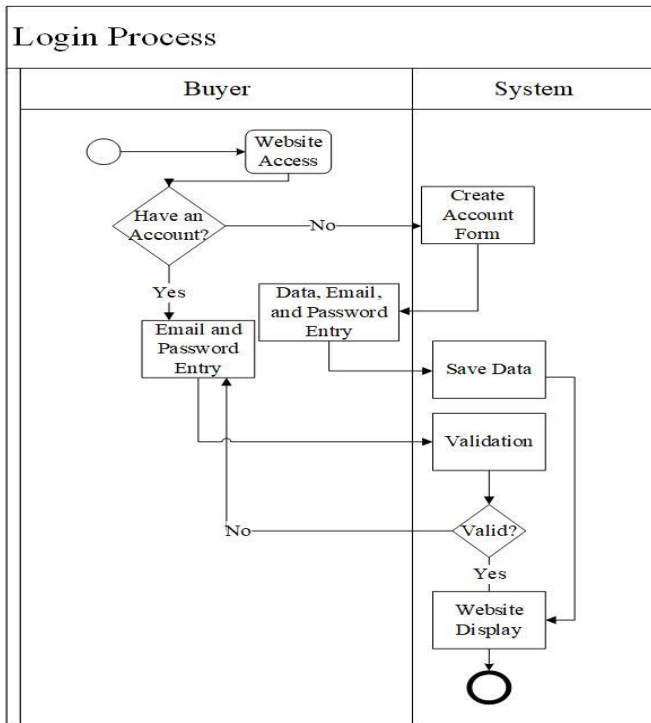 Login Process
Buyer
System
Website
Access
Have an
Account?
No
Create
Account
Form
Yes
Data, Email,
and Password
Entry
Email and
Password
Entry
Save Data
Validation
Valid?
No
Yes
Website
Display